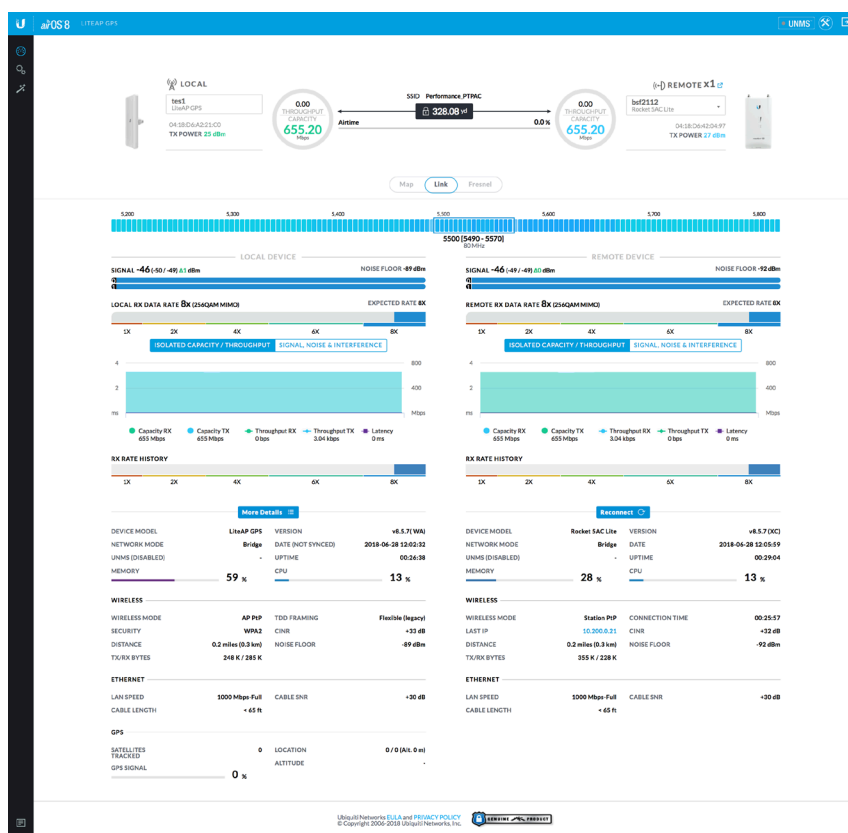 airOS 8 LITEAP GPS UNMS
LOCAL
tes1
LiteAP GPS
04:18:D6:A2:21:C0
TX POWER 25 dBm
0.00
THROUGHPUT
CAPACITY
655.20
Mbps
SSID Performance_PTPAC
328.08 yd
Airtime 0.0 %
0.00
THROUGHPUT
CAPACITY
655.20
Mbps
REMOTE X1
bsf2112
Rocket 5AC Lite
04:18:D6:42:04:97
TX POWER 27 dBm
Map Link Fresnel
5,200 5,300 5,400 5,500 5,600 5,700 5,800
5500 [5490 - 5570]
80 MHz
LOCAL DEVICE
SIGNAL -46 (-50 / -49) Δ1 dBm NOISE FLOOR -89 dBm
0
1
LOCAL RX DATA RATE 8X (256QAM MIMO) EXPECTED RATE 8X
1X 2X 4X 6X 8X
ISOLATED CAPACITY / THROUGHPUT SIGNAL, NOISE & INTERFERENCE
4 800
2 400
ms Mbps
Capacity RX Capacity TX Throughput RX Throughput TX Latency
655 Mbps 655 Mbps 0 bps 3.04 kbps 0 ms
RX RATE HISTORY
1X 2X 4X 6X 8X
More Details
DEVICE MODEL LiteAP GPS VERSION v8.5.7( WA)
NETWORK MODE Bridge DATE (NOT SYNCED) 2018-06-28 12:02:32
UNMS (DISABLED) - UPTIME 00:26:38
MEMORY 59 % CPU 13 %
WIRELESS
WIRELESS MODE AP PtP TDD FRAMING Flexible (legacy)
SECURITY WPA2 CINR +33 dB
DISTANCE 0.2 miles (0.3 km) NOISE FLOOR -89 dBm
TX/RX BYTES 248 K / 285 K
ETHERNET
LAN SPEED 1000 Mbps-Full CABLE SNR +30 dB
CABLE LENGTH < 65 ft
GPS
SATELLITES TRACKED 0 LOCATION 0 / 0 (Alt. 0 m)
ALTITUDE -
GPS SIGNAL 0 %
REMOTE DEVICE
SIGNAL -46 (-49 / -49) Δ0 dBm NOISE FLOOR -92 dBm
0
1
REMOTE RX DATA RATE 8X (256QAM MIMO) EXPECTED RATE 8X
1X 2X 4X 6X 8X
ISOLATED CAPACITY / THROUGHPUT SIGNAL, NOISE & INTERFERENCE
4 800
2 400
ms Mbps
Capacity RX Capacity TX Throughput RX Throughput TX Latency
655 Mbps 655 Mbps 3.04 kbps 0 bps 0 ms
RX RATE HISTORY
1X 2X 4X 6X 8X
Reconnect
DEVICE MODEL Rocket 5AC Lite VERSION v8.5.7 (XC)
NETWORK MODE Bridge DATE 2018-06-28 12:05:59
UNMS (DISABLED) - UPTIME 00:29:04
MEMORY 28 % CPU 13 %
WIRELESS
WIRELESS MODE Station PtP CONNECTION TIME 00:25:57
LAST IP 10.200.0.21 CINR +32 dB
DISTANCE 0.2 miles (0.3 km) NOISE FLOOR -92 dBm
TX/RX BYTES 355 K / 228 K
ETHERNET
LAN SPEED 1000 Mbps-Full CABLE SNR +30 dB
CABLE LENGTH < 65 ft
Ubiquiti Networks EULA and PRIVACY POLICY
© Copyright 2006-2018 Ubiquiti Networks, Inc.
GENUINE PRODUCT